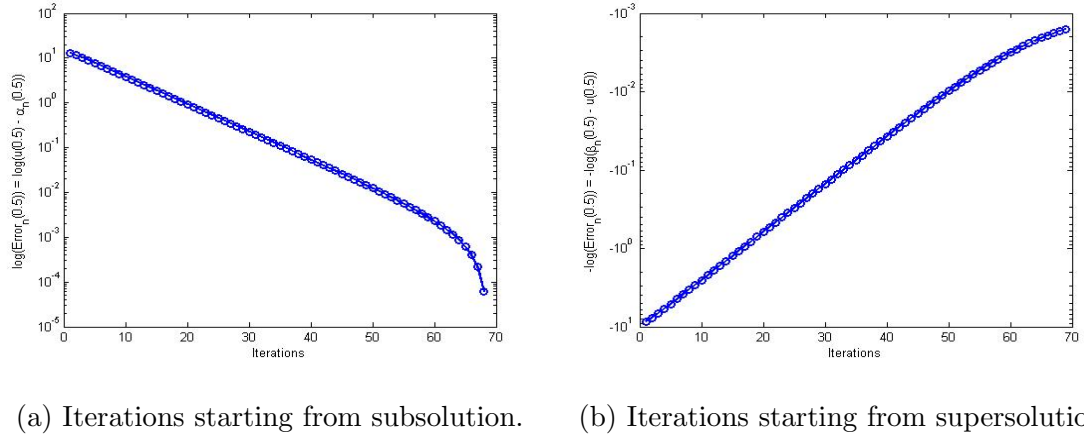 10^2
10^1
10^0
10^-1
10^-2
10^-3
10^-4
10^-5
log(Error_n(0.5)) = log(u(0.5) - α_n(0.5))
0 10 20 30 40 50 60 70
Iterations
-10^-3
-10^-2
-10^-1
-10^0
-10^1
-log(Error_n(0.5)) = -log(β_n(0.5) - u(0.5))
0 10 20 30 40 50 60 70
Iterations
(a) Iterations starting from subsolution.
(b) Iterations starting from supersolutio